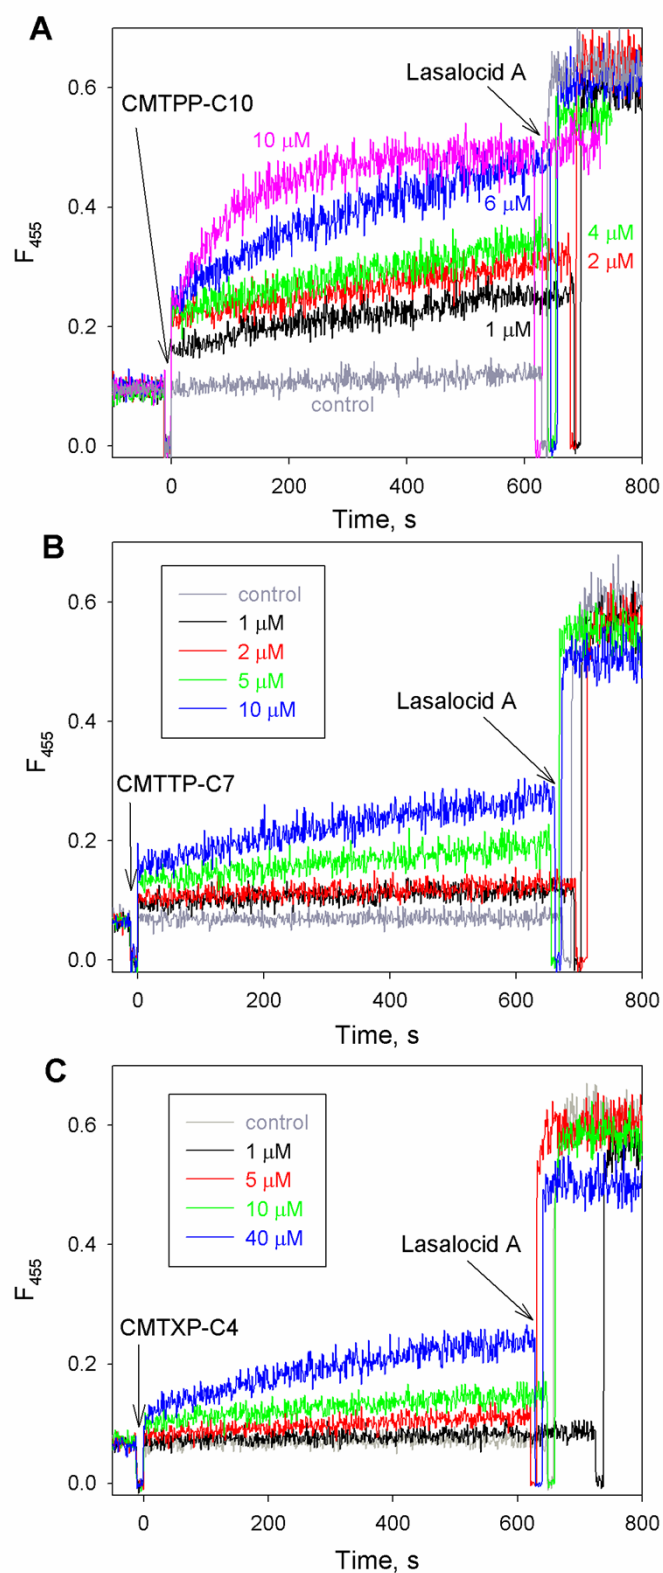 A
0.6
0.4
0.2
0.0
F455
CMTPP-C10
Lasalocid A
10 μM
6 μM
4 μM
2 μM
1 μM
control
0 200 400 600 800
Time, s
B
0.6
0.4
0.2
0.0
F455
control
1 μM
2 μM
5 μM
10 μM
Lasalocid A
CMTTP-C7
0 200 400 600 800
Time, s
C
0.6
0.4
0.2
0.0
F455
control
1 μM
5 μM
10 μM
40 μM
Lasalocid A
CMTXP-C4
0 200 400 600 800
Time, s